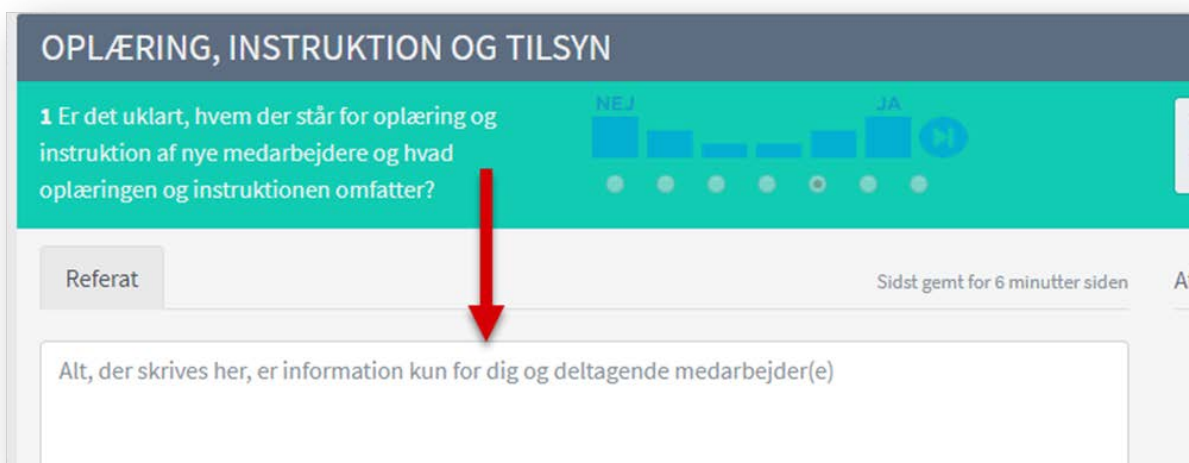 OPLÆRING, INSTRUKTION OG TILSYN
1 Er det uklart, hvem der står for oplæring og
instruktion af nye medarbejdere og hvad
oplæringen og instruktionen omfatter?
NEJ
JA
Referat
Sidst gemt for 6 minutter siden
Alt, der skrives her, er information kun for dig og deltagende medarbejder(e)